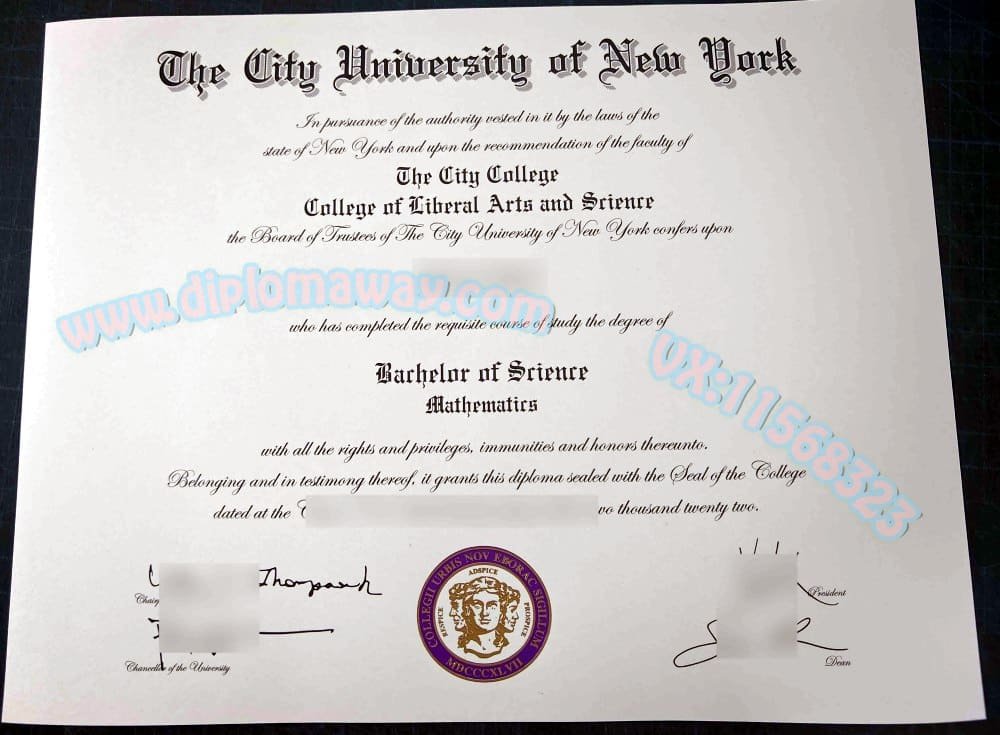 The City University of New York
In pursuance of the authority vested in it by the laws of the
state of New York and upon the recommendation of the faculty of
The City College
College of Liberal Arts and Science
the Board of Trustees of The City University of New York confers upon
www.diplomaway.com
who has completed the requisite course of study the degree of
VX:11568323
Bachelor of Science
Mathematics
with all the rights and privileges, immunities and honors thereunto.
Belonging and in testimong thereof, it grants this diploma sealed with the Seal of the College
dated at the vo thousand twenty two.
President
Chancellor of the University
Dean
COLLEGII URBIS NOV EBORAC SIGILLUM
ADSPICE
RESPICE
PROSPICE
MDCCCXLVII